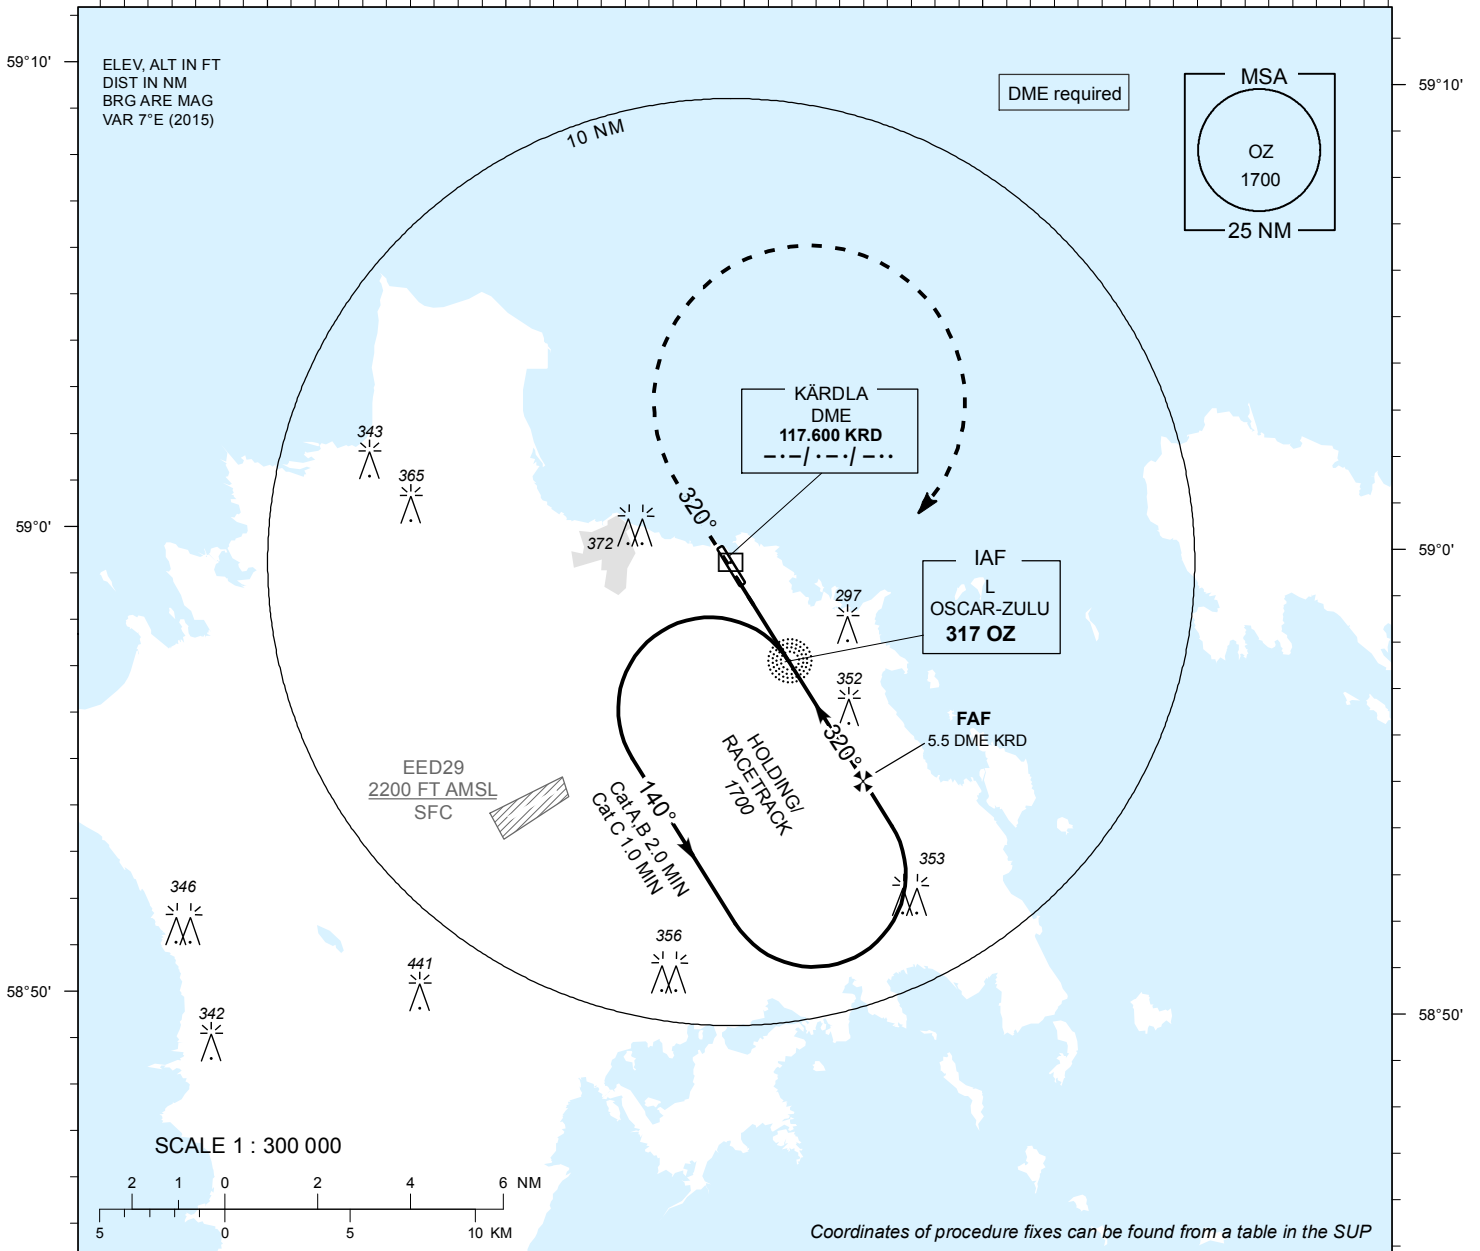 59°10'
ELEV, ALT IN FT
DIST IN NM
BRG ARE MAG
VAR 7°E (2015)
10 NM
DME required
MSA
OZ
1700
25 NM
59°10'
KÄRDLA
DME
117.600 KRD
–·–/·–·/–··
343
365
320°
59°0'
372
59°0'
IAF
L
OSCAR-ZULU
317 OZ
297
352
FAF
5.5 DME KRD
320°
HOLDING/
RACETRACK
1700
EED29
2200 FT AMSL
SFC
140°
Cat A,B 2.0 MIN
Cat C 1.0 MIN
353
346
356
441
58°50'
342
58°50'
SCALE 1 : 300 000
2 1 0 2 4 6 NM
5 0 5 10 KM
Coordinates of procedure fixes can be found from a table in the SUP